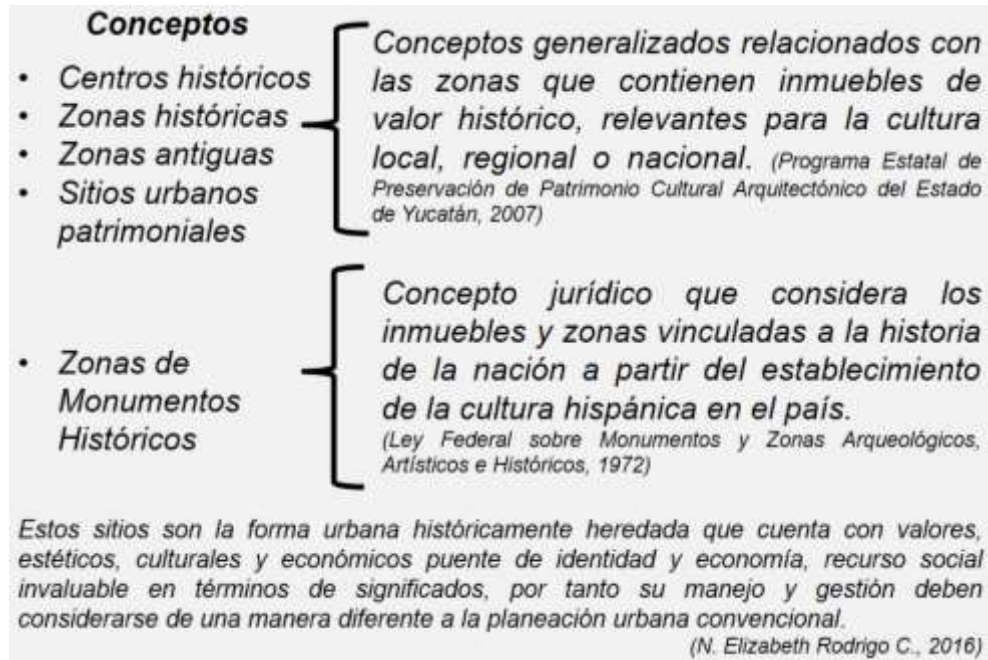 Conceptos
• Centros históricos
• Zonas históricas
• Zonas antiguas
• Sitios urbanos
patrimoniales
Conceptos generalizados relacionados con
las zonas que contienen inmuebles de
valor histórico, relevantes para la cultura
local, regional o nacional. (Programa Estatal de
Preservación de Patrimonio Cultural Arquitectónico del Estado
de Yucatán, 2007)
• Zonas de
Monumentos
Históricos
Concepto jurídico que considera los
inmuebles y zonas vinculadas a la historia
de la nación a partir del establecimiento
de la cultura hispánica en el país.
(Ley Federal sobre Monumentos y Zonas Arqueológicos,
Artísticos e Históricos, 1972)
Estos sitios son la forma urbana históricamente heredada que cuenta con valores,
estéticos, culturales y económicos puente de identidad y economía, recurso social
invaluable en términos de significados, por tanto su manejo y gestión deben
considerarse de una manera diferente a la planeación urbana convencional.
(N. Elizabeth Rodrigo C., 2016)